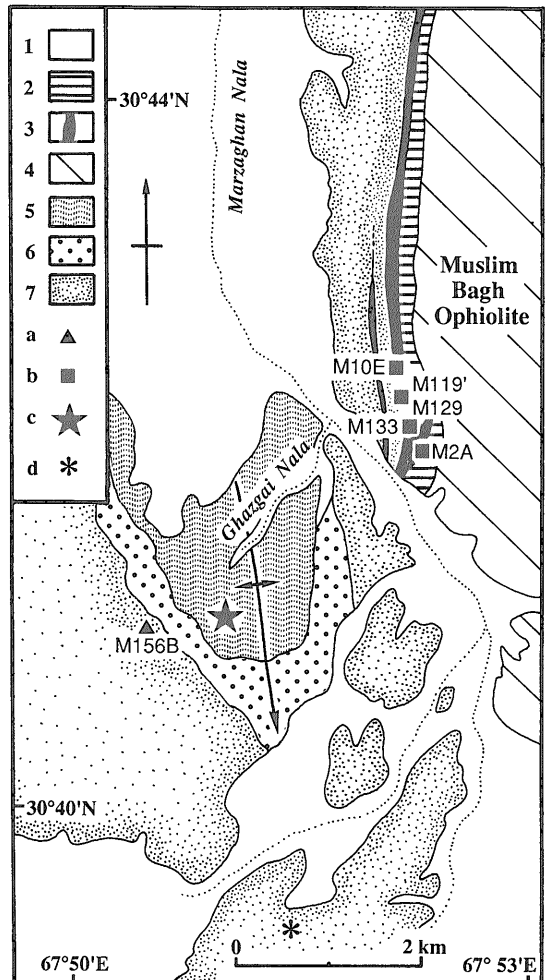 1
2
3
4
5
6
7
a
b
c
d
30°44'N
Marzaghan Nala
Muslim
Bagh
Ophiolite
M10E
M119'
M129
M133
M2A
Ghazgai Nala
M156B
30°40'N
67°50'E
0
2 km
67° 53'E